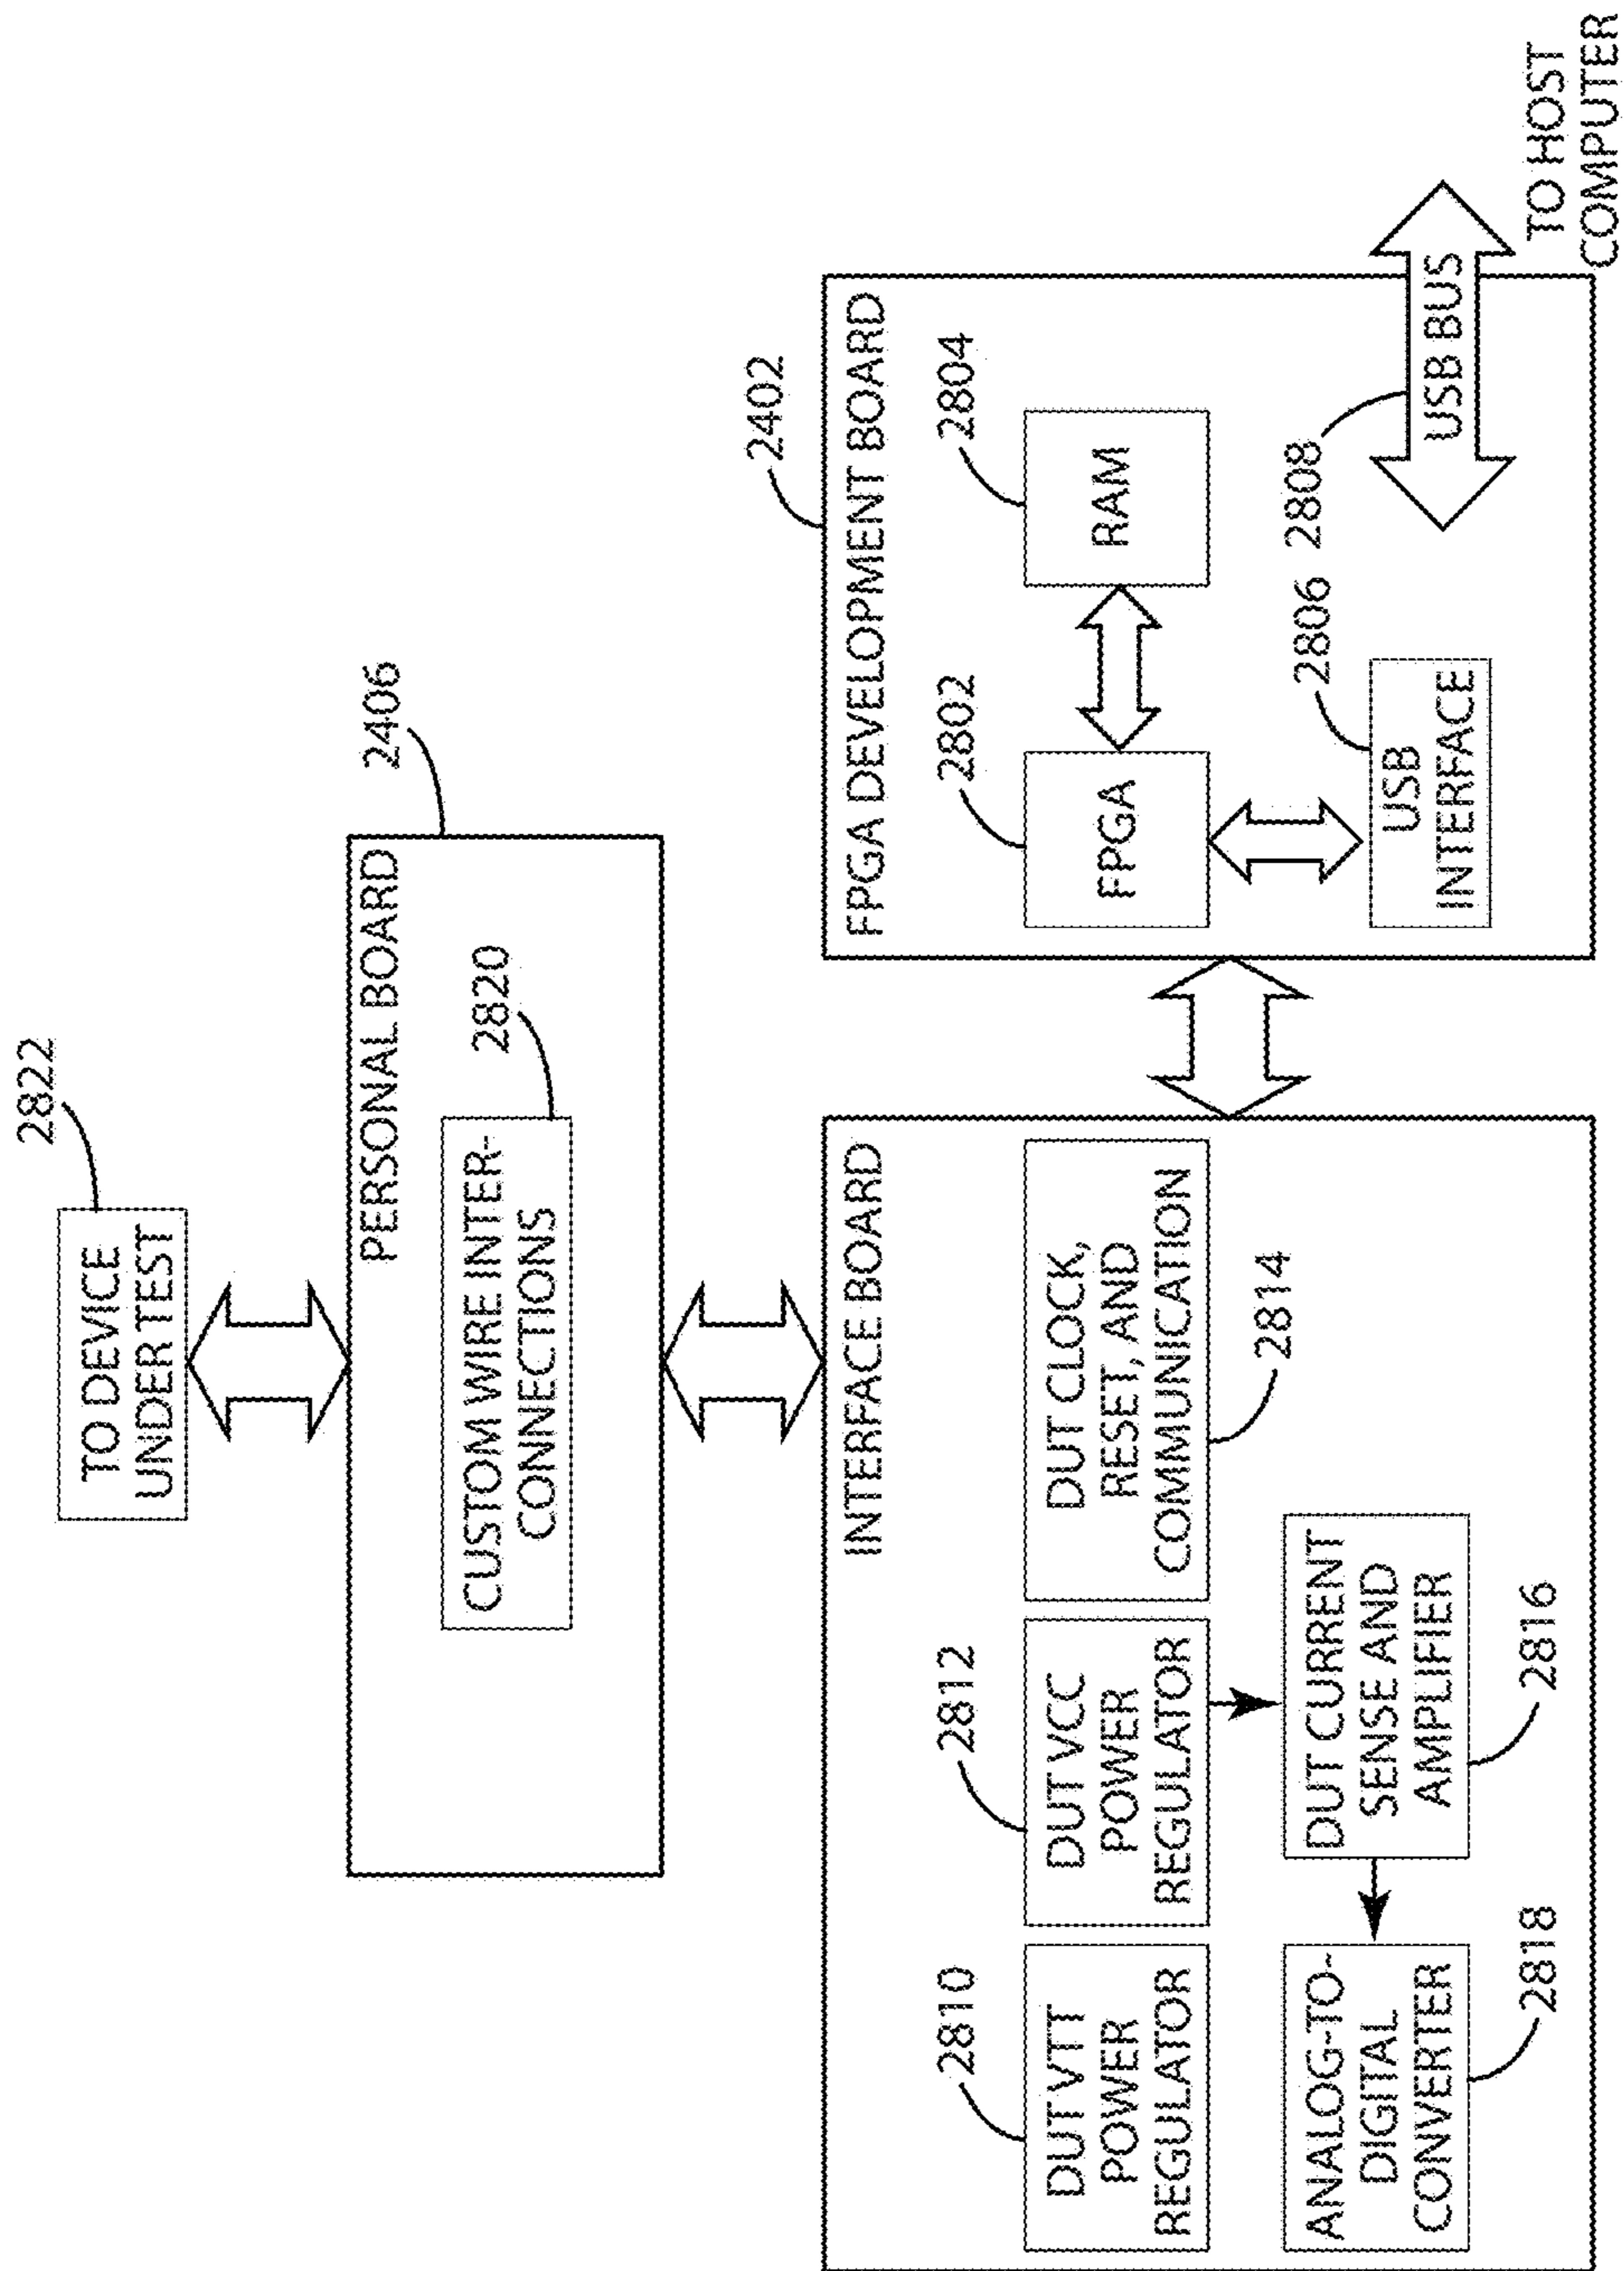 2822
TO DEVICE
UNDER TEST
2406
PERSONAL BOARD
2820
CUSTOM WIRE INTER-
CONNECTIONS
INTERFACE BOARD
2810
DUT VTT
POWER
REGULATOR
2812
DUT VCC
POWER
REGULATOR
DUT CLOCK,
RESET, AND
COMMUNICATION
2814
ANALOG-TO-
DIGITAL
CONVERTER
2818
DUT CURRENT
SENSE AND
AMPLIFIER
2816
2402
FPGA DEVELOPMENT BOARD
2802
FPGA
2804
RAM
2806
USB
INTERFACE
2808
USB BUS
TO HOST
COMPUTER